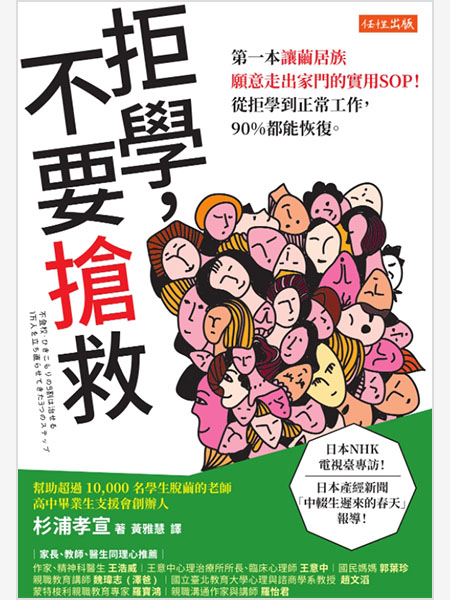 任性出版
拒學,
不要搶救
不登校・ひきこもりの9割は治せる
1万人を立ち直らせてきた3つのステップ
第一本讓繭居族
願意走出家門的實用SOP!
從拒學到正常工作,
90%都能恢復。
日本NHK
電視臺專訪!
日本產經新聞
「中輟生遲來的春天」
報導!
幫助超過 10,000 名學生脫繭的老師
高中畢業生支援會創辦人
杉浦孝宣 著 黃雅慧 譯
|家長、教師、醫生同理心推薦|
作家、精神科醫生 王浩威|王意中心理治療所所長、臨床心理師 王意中|國民媽媽 郭葉珍
親職教育講師 魏瑋志(澤爸)|國立臺北教育大學心理與諮商學系教授 趙文滔
蒙特梭利親職教育專家 羅寶鴻|親職溝通作家與講師 羅怡君